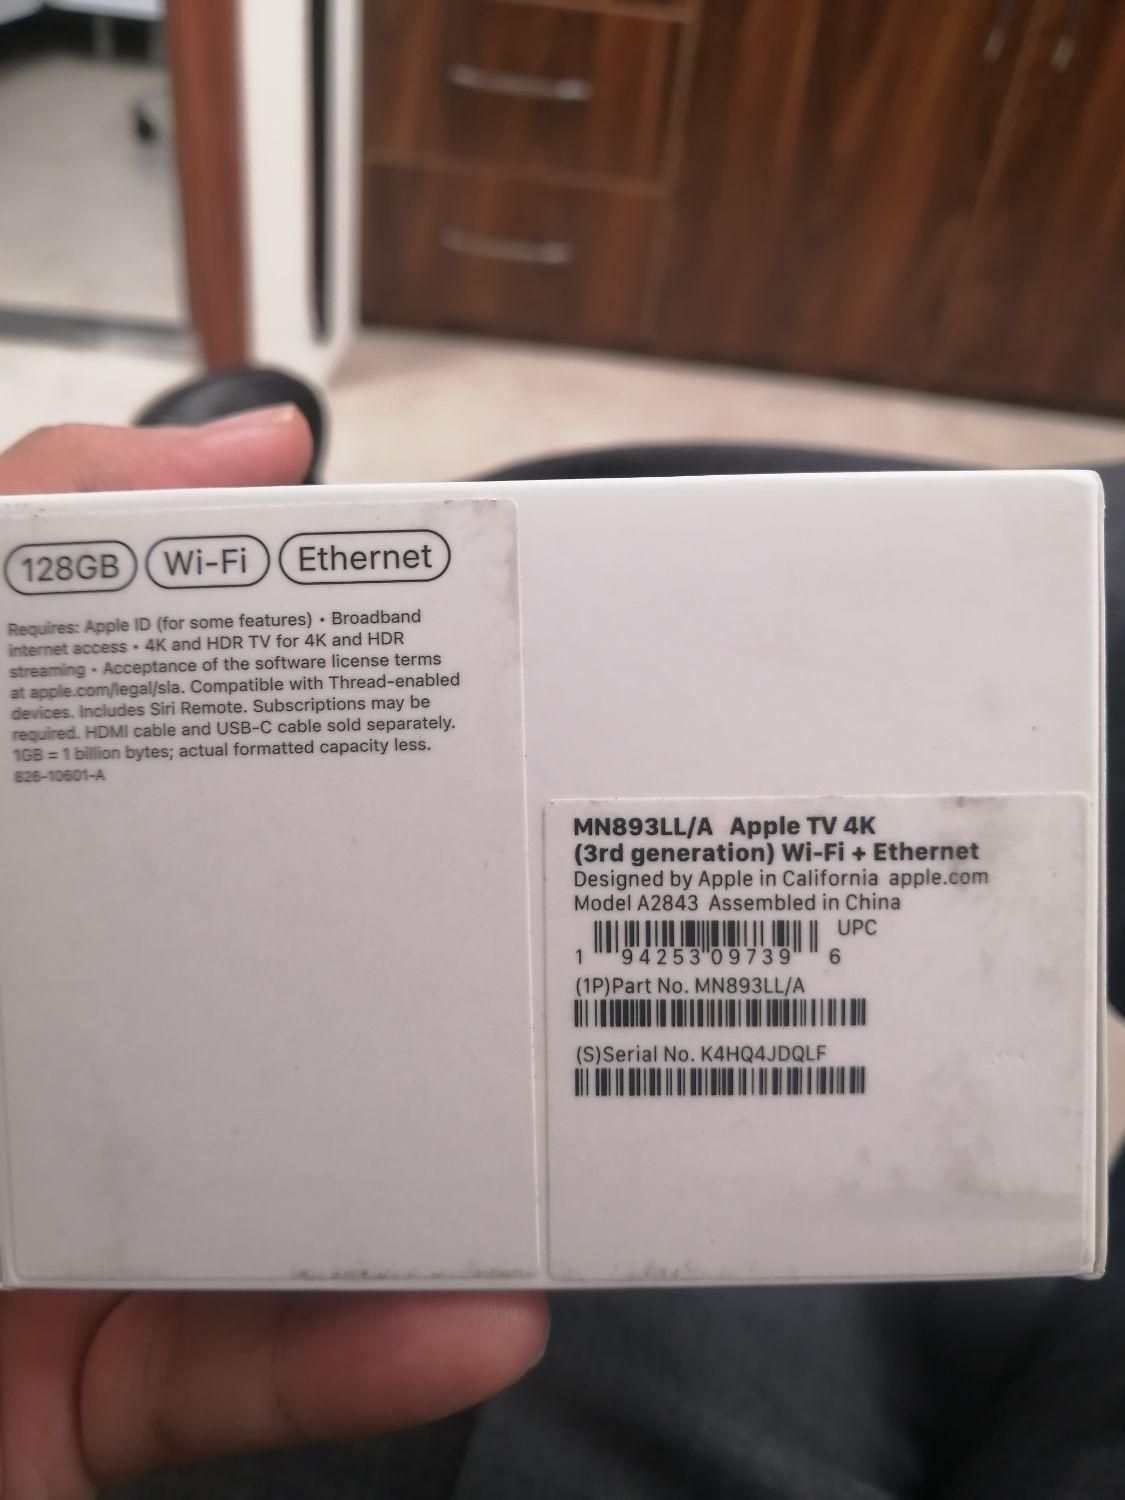 128GB Wi-Fi Ethernet
Requires: Apple ID (for some features) • Broadband
internet access • 4K and HDR TV for 4K and HDR
streaming • Acceptance of the software license terms
at apple.com/legal/sla. Compatible with Thread-enabled
devices. Includes Siri Remote. Subscriptions may be
required. HDMI cable and USB-C cable sold separately.
1GB = 1 billion bytes; actual formatted capacity less.
826-10601-A
MN893LL/A Apple TV 4K
(3rd generation) Wi-Fi + Ethernet
Designed by Apple in California apple.com
Model A2843 Assembled in China
UPC
1 94253 09739 6
(1P)Part No. MN893LL/A
(S)Serial No. K4HQ4JDQLF